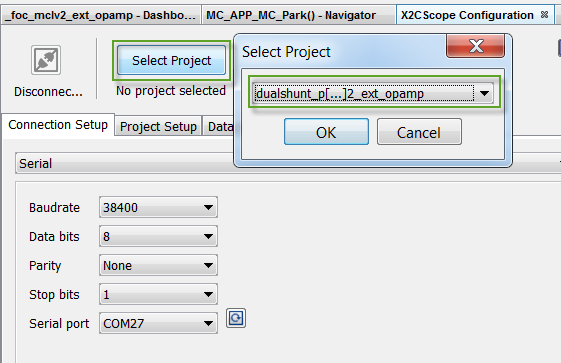 _foc_mclv2_ext_opamp - Dashbo... MC_APP_MC_Park() - Navigator X2CScope Configuration
Select Project
Select Project
dualshunt_p[...]2_ext_opamp
Disconnec...
No project selected
OK Cancel
Connection Setup Project Setup Data
Serial
Baudrate 38400
Data bits 8
Parity None
Stop bits 1
Serial port COM27